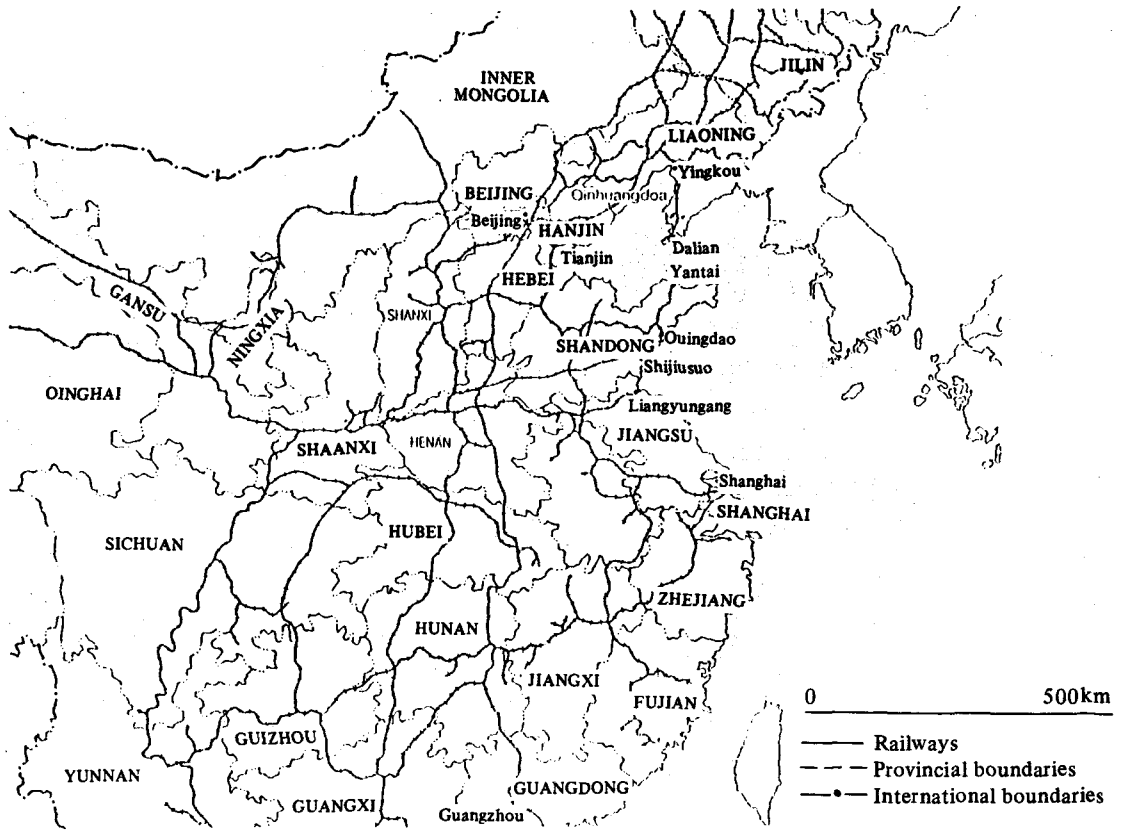 INNER
MONGOLIA
JILIN
LIAONING
Yingkou
BEIJING
Qinhuangdoa
Beijing
HANJIN
Dalian
Tianjin
HEBEI
Yantai
GANSU
NINGXIA
SHANXI
SHANDONG
Ouingdao
Shijiusuo
OINGHAI
Liangyungang
JIANGSU
SHAANXI
HENAN
Shanghai
SHANGHAI
HUBEI
SICHUAN
ZHEJIANG
HUNAN
JIANGXI
FUJIAN
0 500km
GUIZHOU
Railways
YUNNAN
Provincial boundaries
GUANGDONG
GUANGXI
International boundaries
Guangzhou